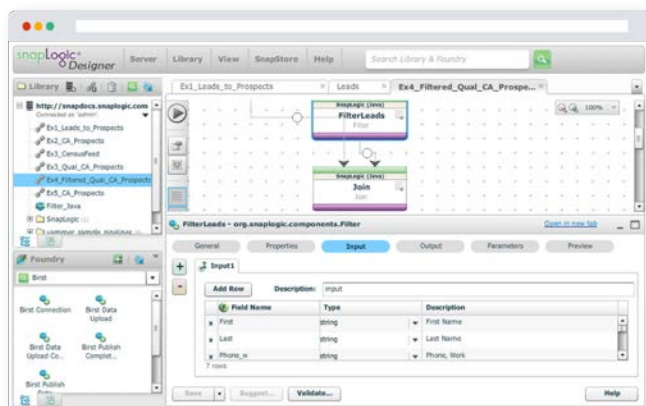 snapLogic
Designer
Server Library View SnapStore Help Search Library & Foundry
Library
Ex1_Leads_to_Prospects Leads Ex4_Filtered_Qual_CA_Prospe...
http://snapdocs.snaplogic.com
Connected as 'admin'.
Ex1_Leads_to_Prospects
Ex2_CA_Prospects
Ex3_CensusFeed
Ex3_Qual_CA_Prospects
Ex4_Filtered_Qual_CA_Prospects
Ex5_CA_Prospects
Filter_Java
SnapLogic
SnapLogic (Java)
FilterLeads
Filter
100%
SnapLogic (Java)
Join
Join
FilterLeads - org.snaplogic.components.Filter Open in new tab
General Properties Input Output Parameters Preview
Foundry
Birst
Birst Connection
Birst Data Upload
Birst Data Upload Co...
Birst Publish Complet...
Birst Publish
Input1
Add Row Description: input
Field Name Type Description
x First string First Name
x Last string Last Name
x Phone_w string Phone, Work
7 rows
Save Suggest... Validate... Help